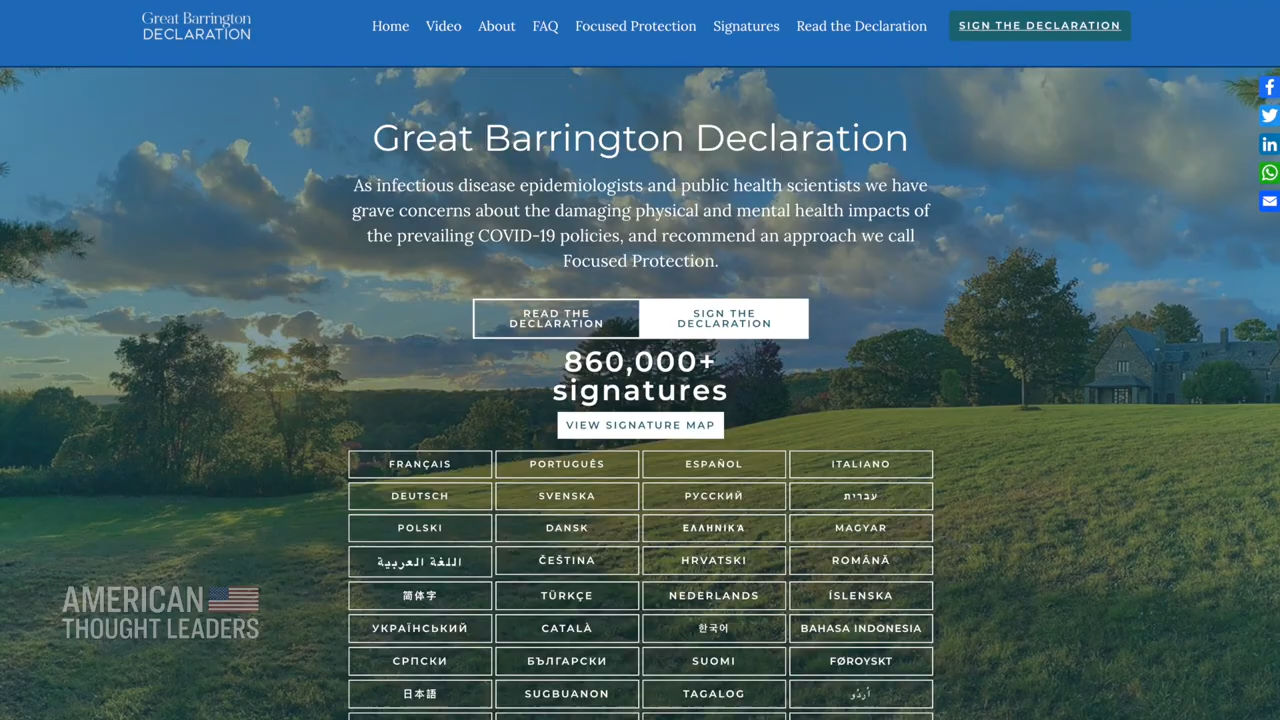 Great Barrington
DECLARATION
Home Video About FAQ Focused Protection Signatures Read the Declaration SIGN THE DECLARATION
Great Barrington Declaration
As infectious disease epidemiologists and public health scientists we have
grave concerns about the damaging physical and mental health impacts of
the prevailing COVID-19 policies, and recommend an approach we call
Focused Protection.
READ THE
DECLARATION
SIGN THE
DECLARATION
860,000+
signatures
VIEW SIGNATURE MAP
FRANÇAIS PORTUGUÊS ESPAÑOL ITALIANO
DEUTSCH SVENSKA РУССКИЙ עברית
POLSKI DANSK ΕΛΛΗΝΙΚΆ MAGYAR
اللغة العربية ČEŠTINA HRVATSKI ROMÂNĂ
简体字 TÜRKÇE NEDERLANDS ÍSLENSKA
УКРАЇНСЬКИЙ CATALÀ 한국어 BAHASA INDONESIA
СРПСКИ БЪЛГАРСКИ SUOMI FØROYSKT
日本語 SUGBUANON TAGALOG اُردُو
AMERICAN
THOUGHT LEADERS